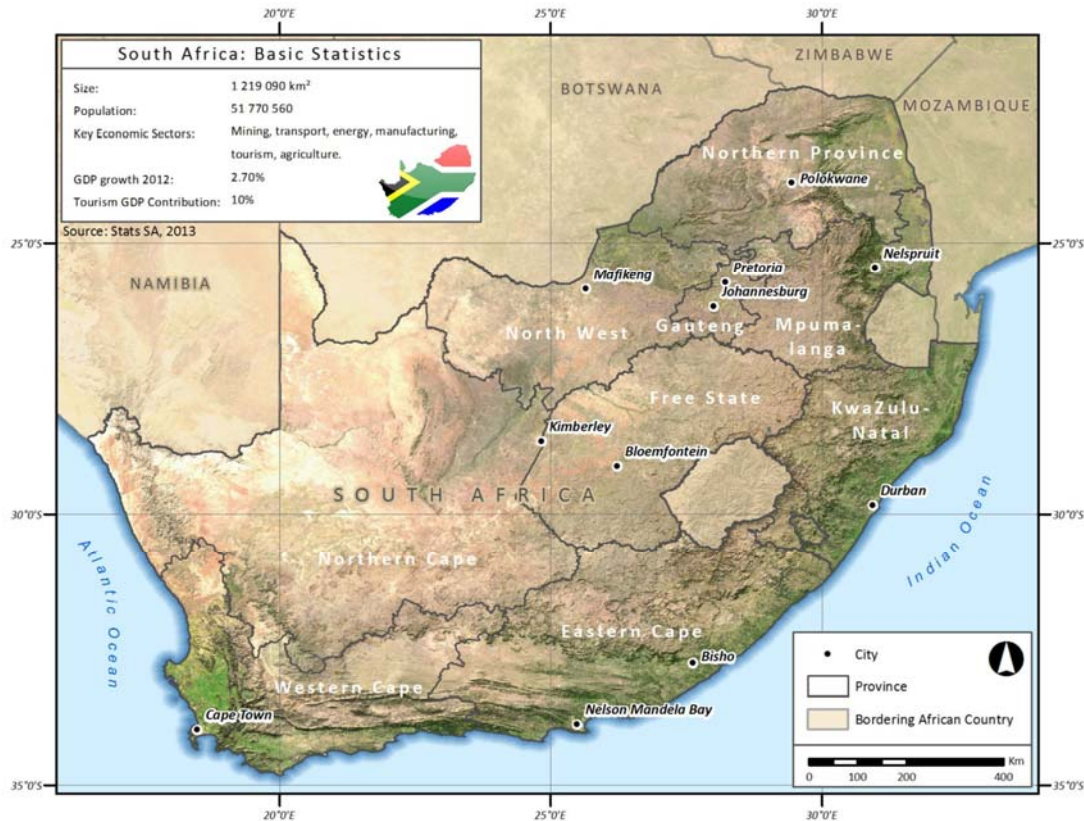 20°0'E 25°0'E 30°0'E
South Africa: Basic Statistics
Size: 1 219 090 km²
Population: 51 770 560
Key Economic Sectors: Mining, transport, energy, manufacturing,
tourism, agriculture.
GDP growth 2012: 2.70%
Tourism GDP Contribution: 10%
Source: Stats SA, 2013
ZIMBABWE
BOTSWANA
MOZAMBIQUE
Northern Province
Polokwane
25°0'S 25°0'S
NAMIBIA
Nelspruit
Pretoria
Mafikeng
Johannesburg
North West
Gauteng
Mpuma-
langa
Free State
KwaZulu-
Natal
Kimberley
Bloemfontein
SOUTH AFRICA
Durban
30°0'S 30°0'S
Atlantic Ocean
Indian Ocean
Northern Cape
Eastern Cape
Bisho
Western Cape
Cape Town
Nelson Mandela Bay
City
Province
Bordering African Country
Km
0 100 200 400
35°0'S 35°0'S
20°0'E 25°0'E 30°0'E